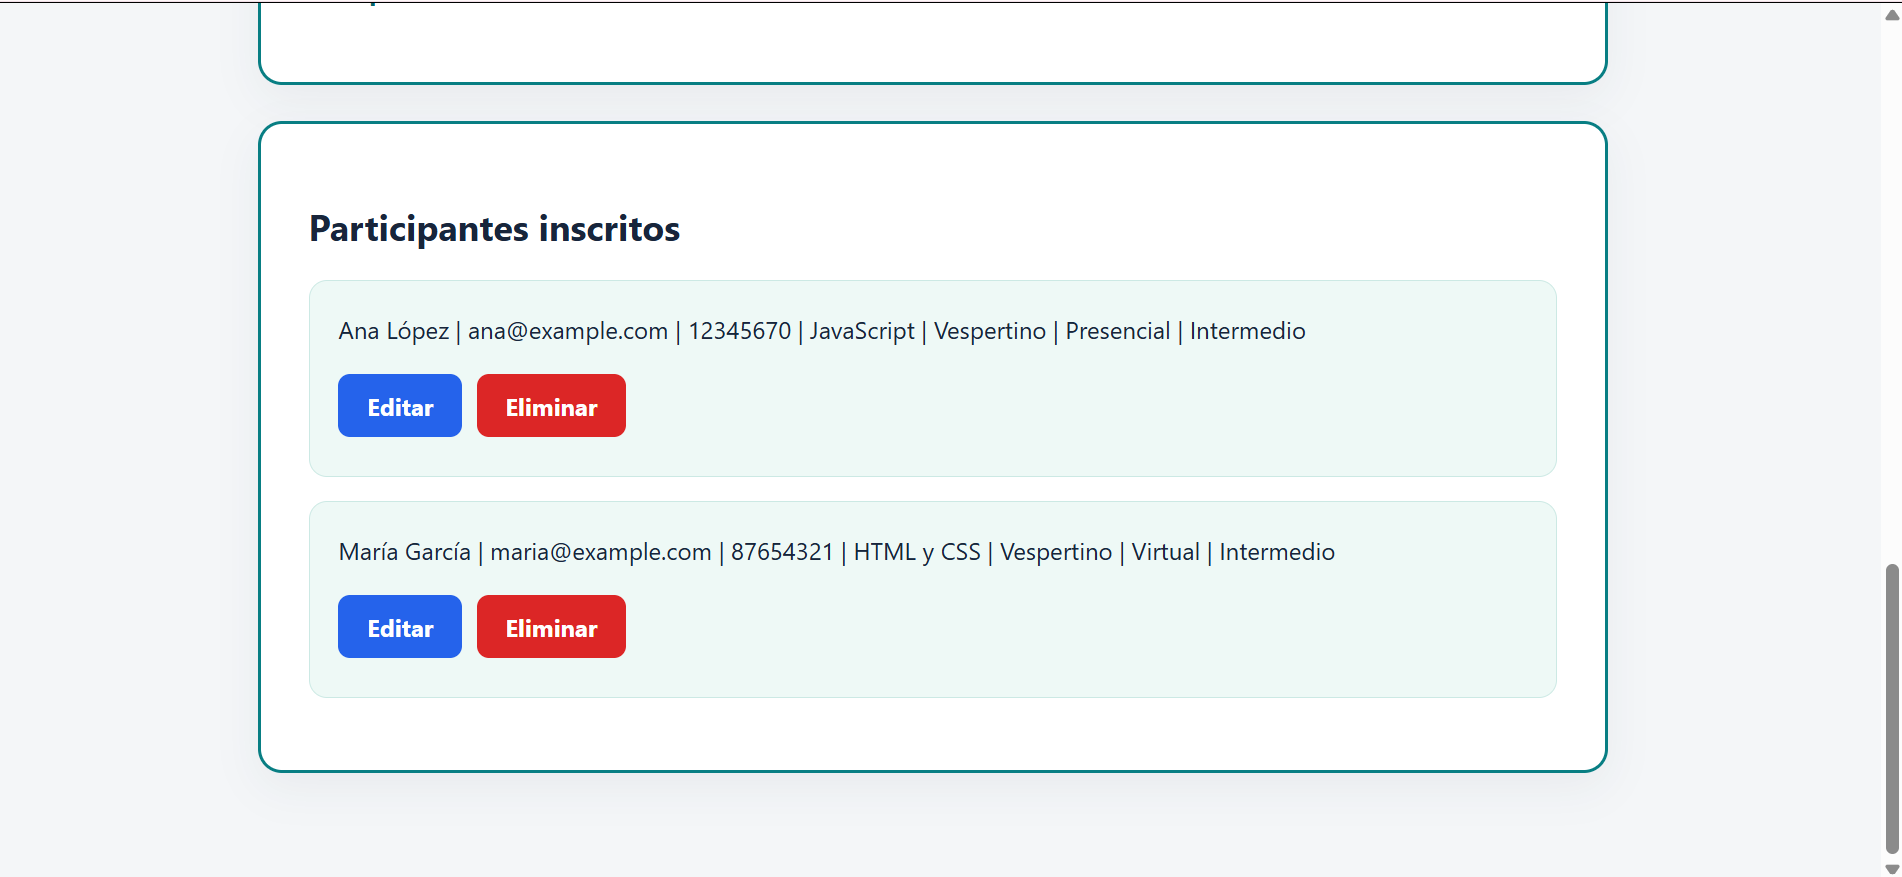 Participantes inscritos
Ana López | ana@example.com | 12345670 | JavaScript | Vespertino | Presencial | Intermedio
Editar Eliminar
María García | maria@example.com | 87654321 | HTML y CSS | Vespertino | Virtual | Intermedio
Editar Eliminar